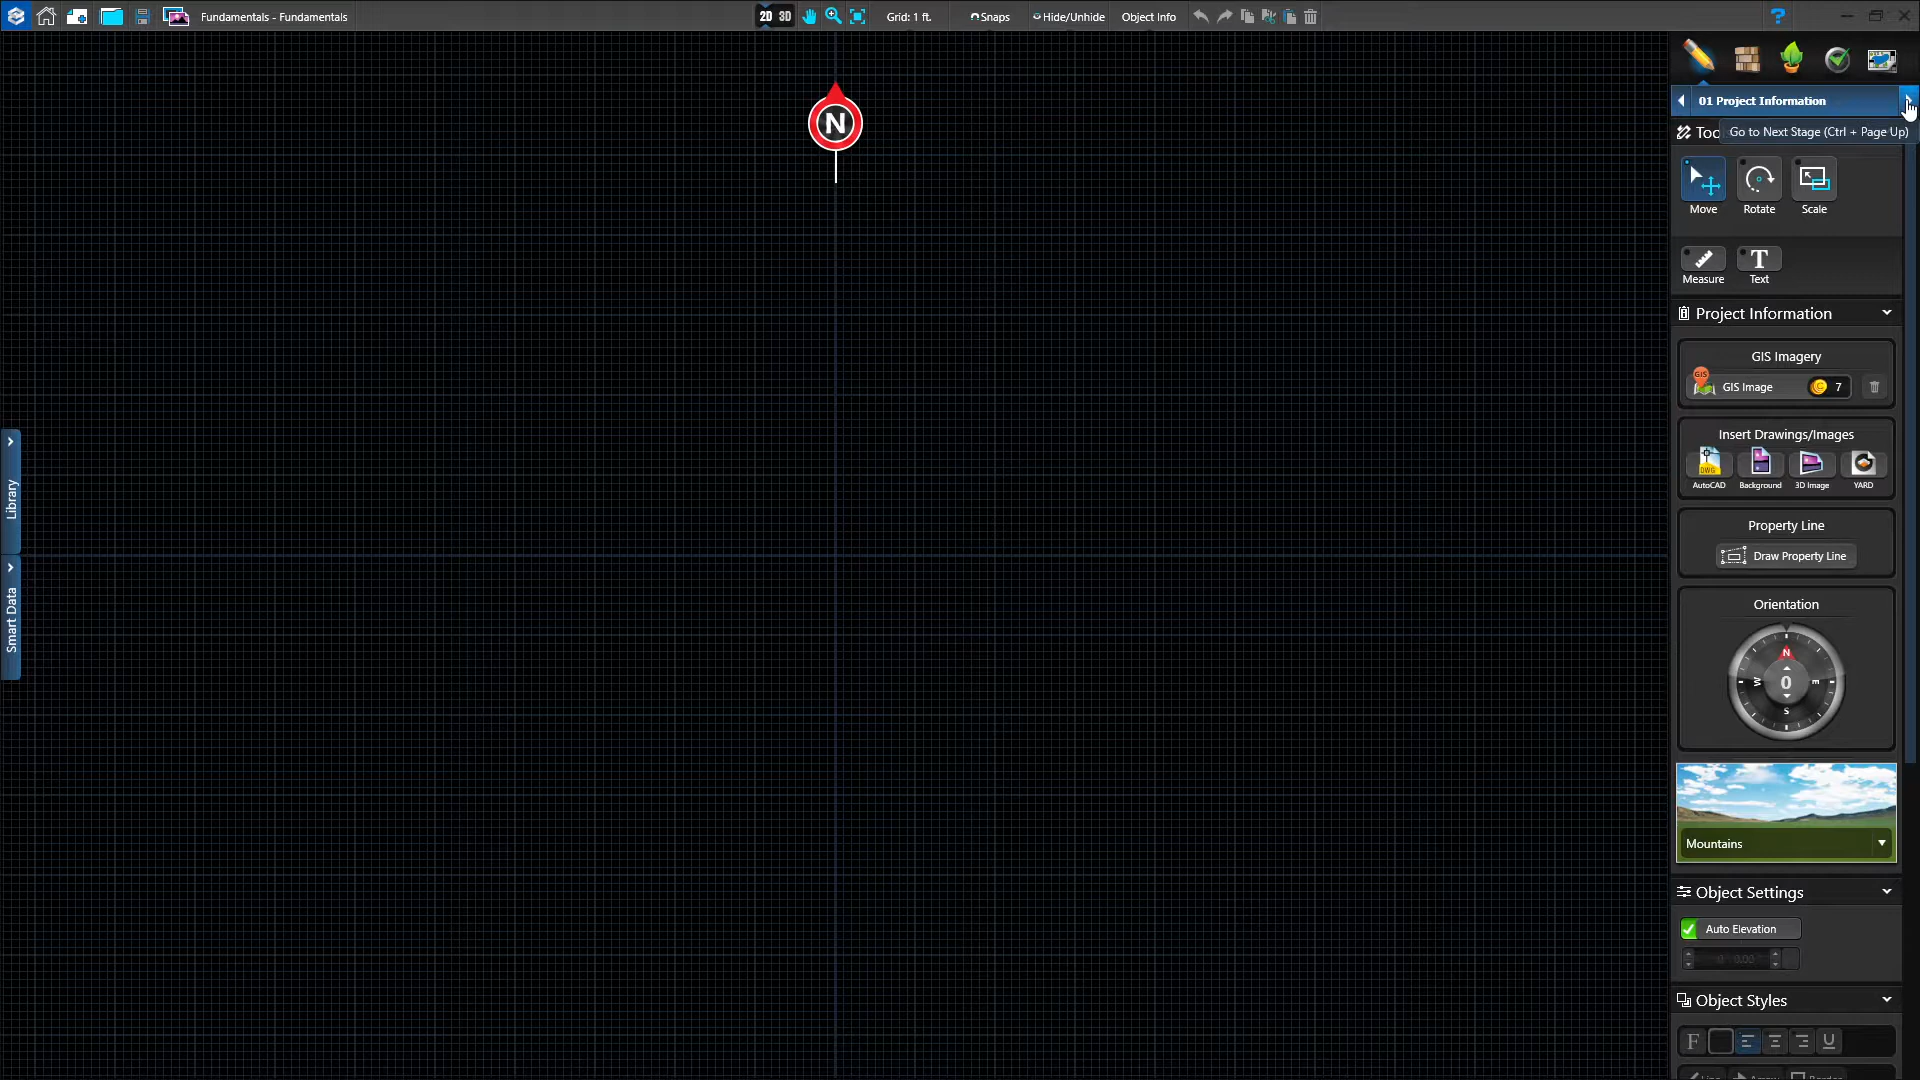 Fundamentals - Fundamentals
2D 3D
Grid: 1 ft.
Snaps
Hide/Unhide
Object Info
?
01 Project Information
Go to Next Stage (Ctrl + Page Up)
Too
Move
Rotate
Scale
Measure
T
Text
Project Information
GIS Imagery
GIS
GIS Image
7
Insert Drawings/Images
DWG
AutoCAD
Background
3D Image
YARD
Property Line
Draw Property Line
Orientation
N
W
0
E
S
Mountains
Object Settings
Auto Elevation
Object Styles
F
U
N
Library
Smart Data